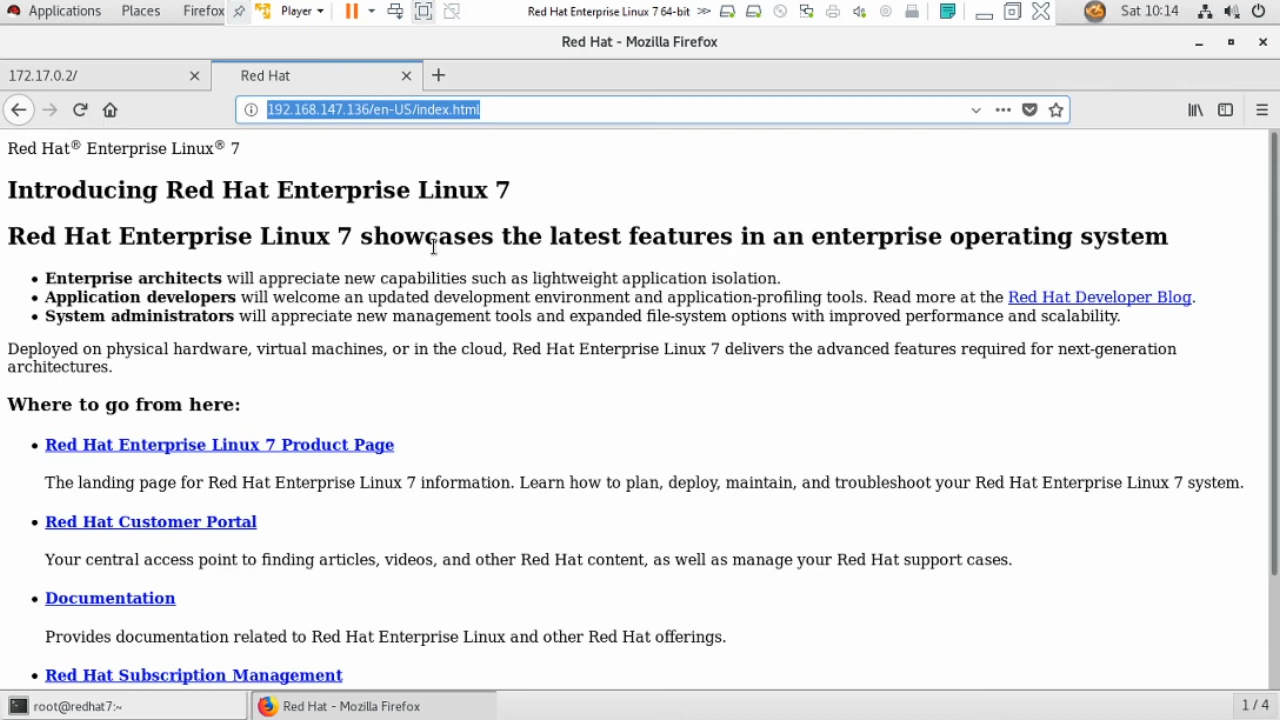 Applications Places Firefox Player Red Hat Enterprise Linux 7 64-bit Sat 10:14
Red Hat - Mozilla Firefox
172.17.0.2/ Red Hat
192.168.147.136/en-US/index.html
Red Hat® Enterprise Linux® 7
Introducing Red Hat Enterprise Linux 7
Red Hat Enterprise Linux 7 showcases the latest features in an enterprise operating system
• Enterprise architects will appreciate new capabilities such as lightweight application isolation.
• Application developers will welcome an updated development environment and application-profiling tools. Read more at the Red Hat Developer Blog.
• System administrators will appreciate new management tools and expanded file-system options with improved performance and scalability.
Deployed on physical hardware, virtual machines, or in the cloud, Red Hat Enterprise Linux 7 delivers the advanced features required for next-generation
architectures.
Where to go from here:
• Red Hat Enterprise Linux 7 Product Page
The landing page for Red Hat Enterprise Linux 7 information. Learn how to plan, deploy, maintain, and troubleshoot your Red Hat Enterprise Linux 7 system.
• Red Hat Customer Portal
Your central access point to finding articles, videos, and other Red Hat content, as well as manage your Red Hat support cases.
• Documentation
Provides documentation related to Red Hat Enterprise Linux and other Red Hat offerings.
• Red Hat Subscription Management
root@redhat7:~ Red Hat - Mozilla Firefox 1 / 4